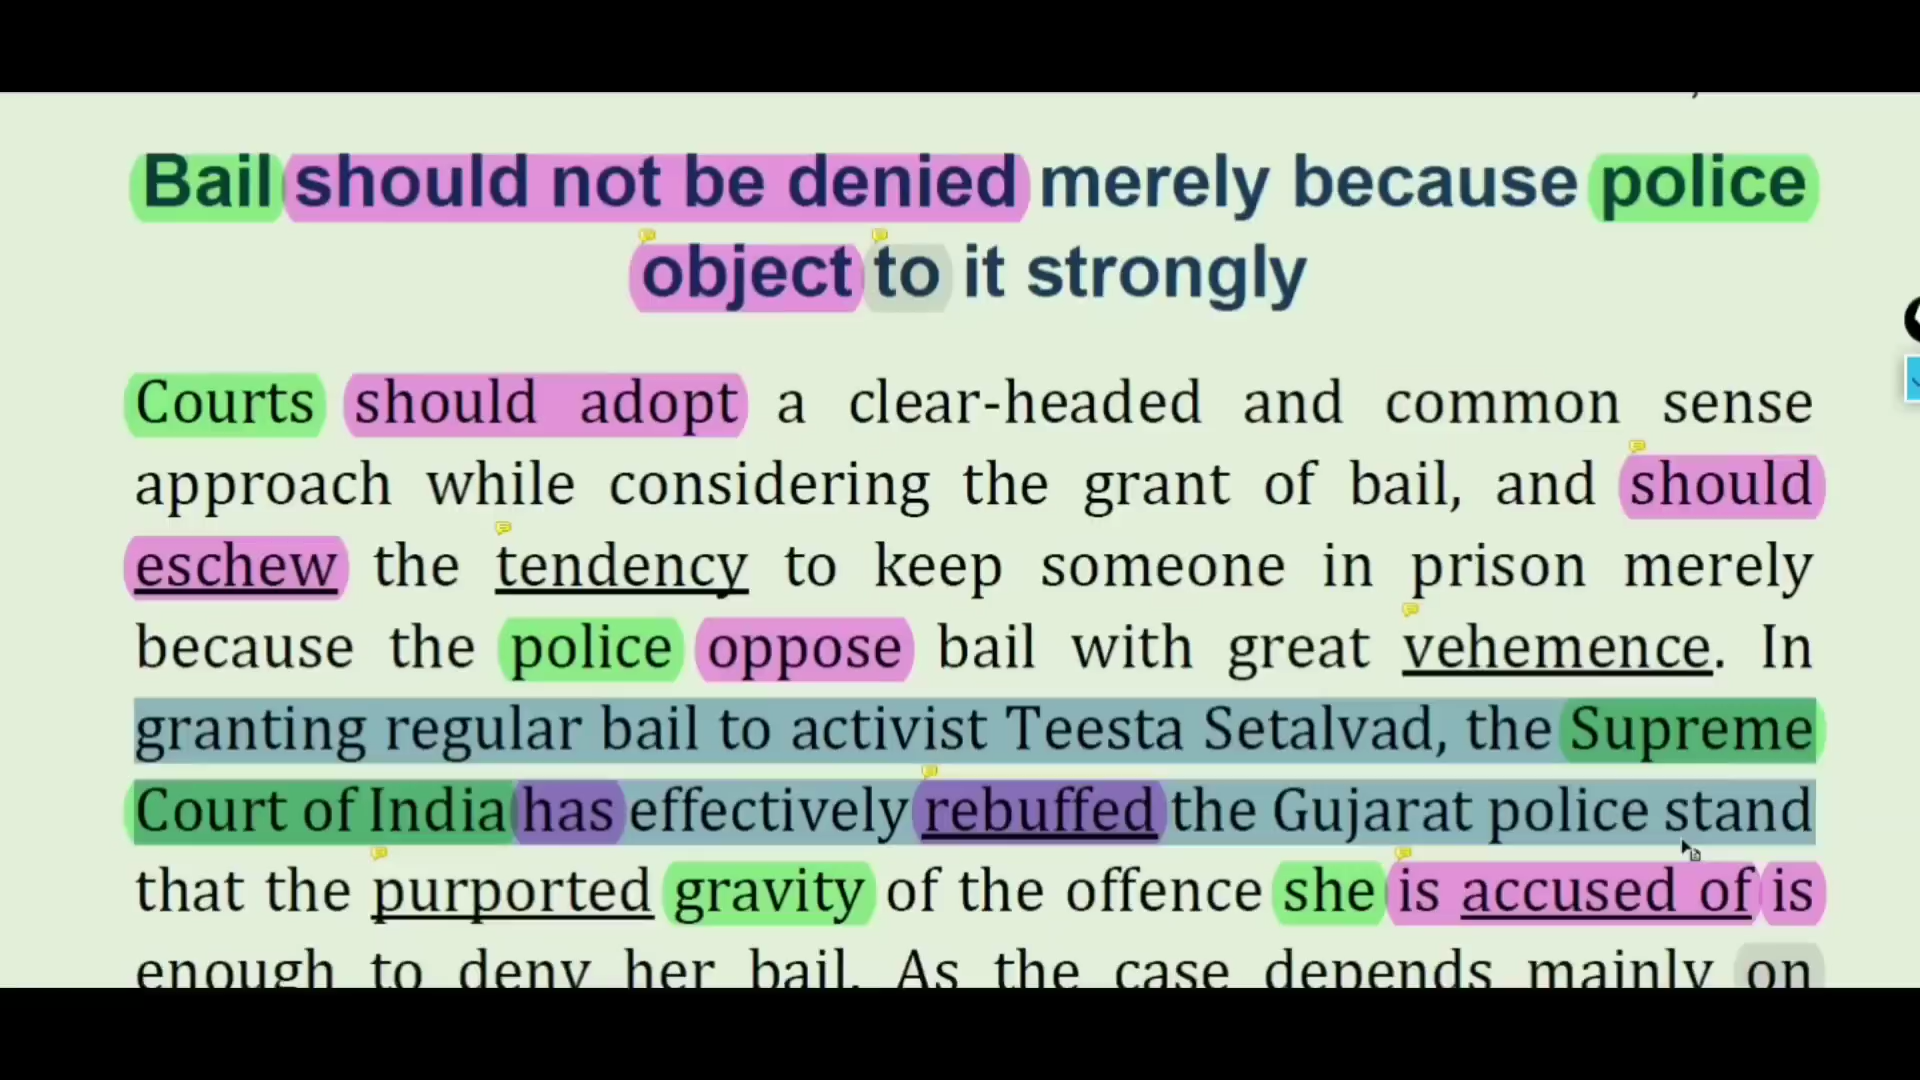 Bail should not be denied merely because police
object to it strongly
Courts should adopt a clear-headed and common sense
approach while considering the grant of bail, and should
eschew the tendency to keep someone in prison merely
because the police oppose bail with great vehemence. In
granting regular bail to activist Teesta Setalvad, the Supreme
Court of India has effectively rebuffed the Gujarat police stand
that the purported gravity of the offence she is accused of is
enough to deny her bail. As the case depends mainly on